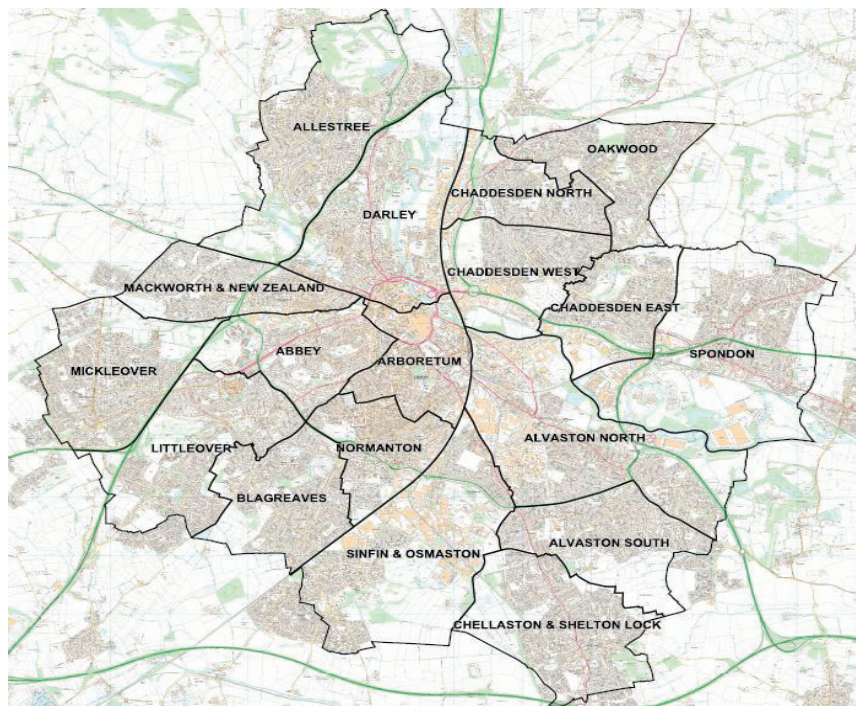 ALLESTREE
OAKWOOD
CHADDESDEN NORTH
DARLEY
CHADDESDEN WEST
MACKWORTH & NEW ZEALAND
CHADDESDEN EAST
ABBEY
ARBORETUM
SPONDON
MICKLEOVER
LITTLEOVER
NORMANTON
ALVASTON NORTH
BLAGREAVES
ALVASTON SOUTH
SINFIN & OSMASTON
CHELLASTON & SHELTON LOCK